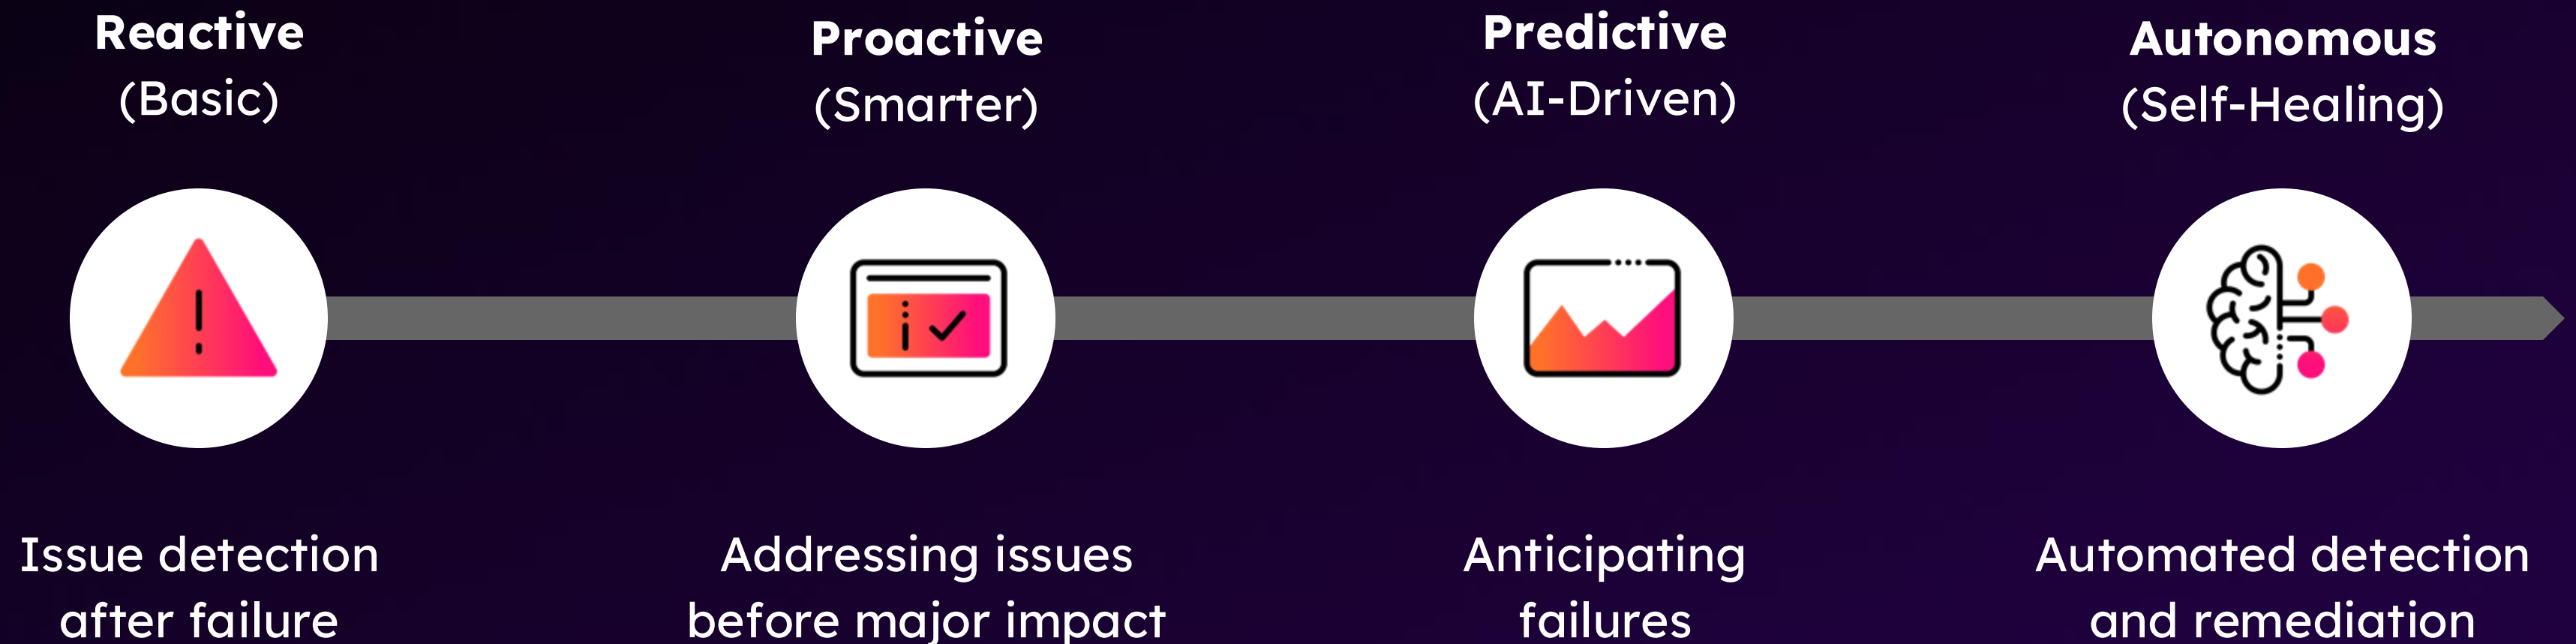 Reactive
(Basic)
Issue detection
after failure
Proactive
(Smarter)
Addressing issues
before major impact
Predictive
(AI-Driven)
Anticipating
failures
Autonomous
(Self-Healing)
Automated detection
and remediation